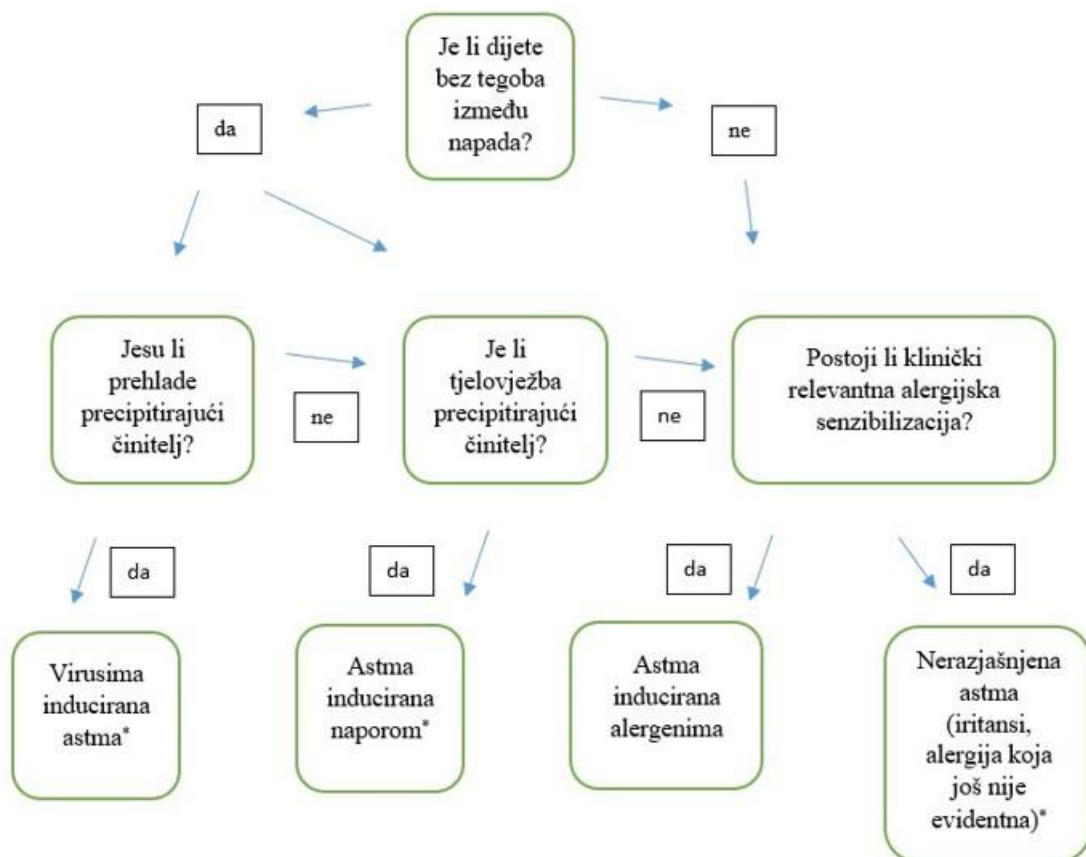 Je li dijete
bez tegoba
između
napada?
da
ne
Jesu li
prehlade
precipitirajući
činitelj?
ne
Je li
tjelovježba
precipitirajući
činitelj?
ne
Postoji li klinički
relevantna alergijska
senzibilizacija?
da
da
da
da
Virusima
inducirana
astma*
Astma
inducirana
naporom*
Astma
inducirana
alergenima
Nerazjašnjena
astma
(iritansi,
alergija koja
još nije
evidentna)*